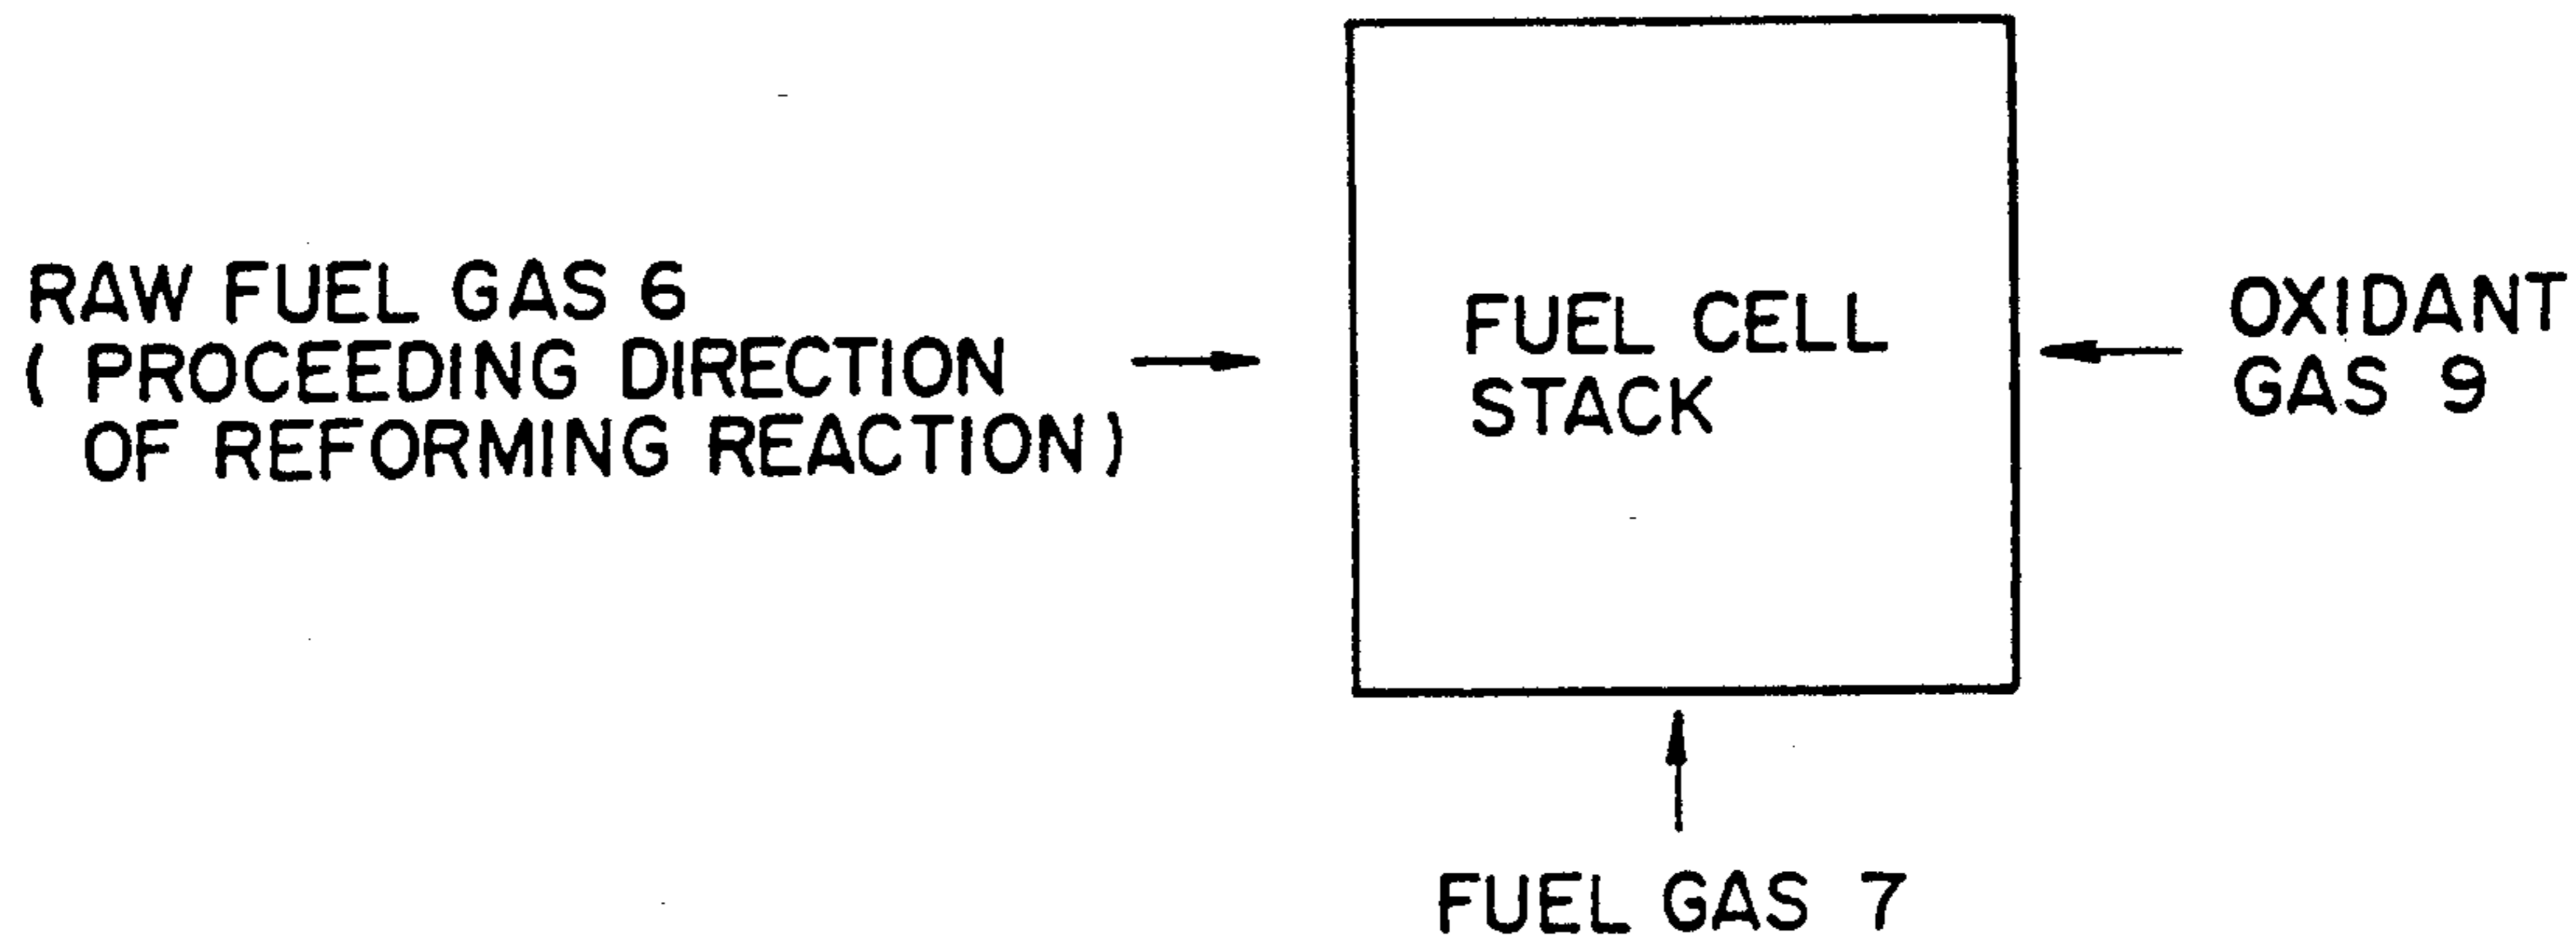 RAW FUEL GAS 6
( PROCEEDING DIRECTION
OF REFORMING REACTION )
FUEL CELL
STACK
OXIDANT
GAS 9
FUEL GAS 7